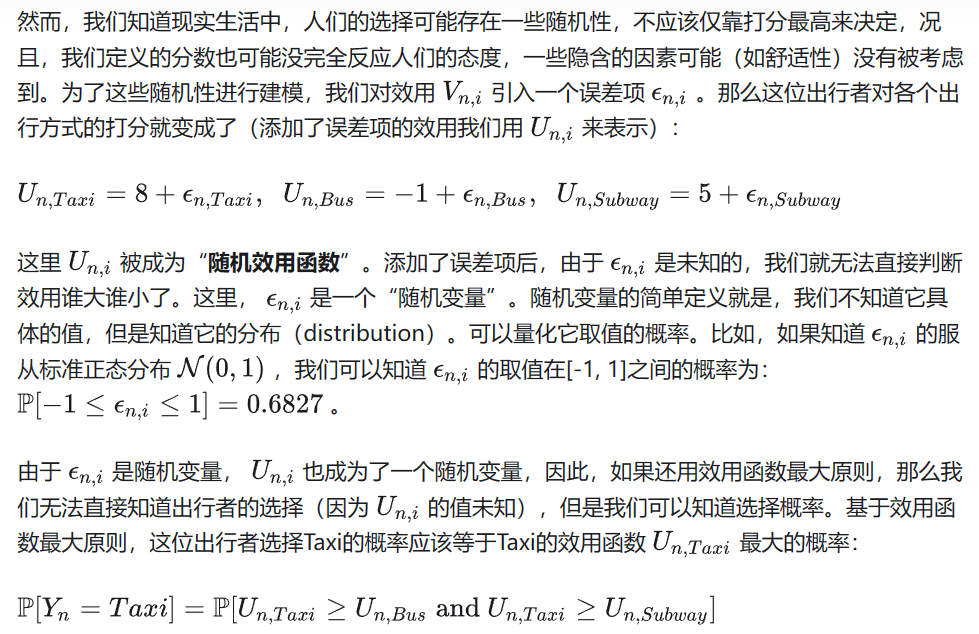 然而，我们知道现实生活中，人们的选择可能存在一些随机性，不应该仅靠打分最高来决定，况
且，我们定义的分数也可能没完全反应人们的态度，一些隐含的因素可能（如舒适性）没有被考虑
到。为了这些随机性进行建模，我们对效用 V_{n,i} 引入一个误差项 ϵ_{n,i} 。那么这位出行者对各个出
行方式的打分就变成了（添加了误差项的效用我们用 U_{n,i} 来表示）：
U_{n,Taxi} = 8 + ϵ_{n,Taxi}，U_{n,Bus} = −1 + ϵ_{n,Bus}，U_{n,Subway} = 5 + ϵ_{n,Subway}
这里 U_{n,i} 被成为“随机效用函数”。添加了误差项后，由于 ϵ_{n,i} 是未知的，我们就无法直接判断
效用谁大谁小了。这里， ϵ_{n,i} 是一个“随机变量”。随机变量的简单定义就是，我们不知道它具
体的值，但是知道它的分布（distribution）。可以量化它取值的概率。比如，如果知道 ϵ_{n,i} 的服
从标准正态分布 𝒩(0, 1) ，我们可以知道 ϵ_{n,i} 的取值在[-1, 1]之间的概率为：
ℙ[−1 ≤ ϵ_{n,i} ≤ 1] = 0.6827 。
由于 ϵ_{n,i} 是随机变量， U_{n,i} 也成为了一个随机变量，因此，如果还用效用函数最大原则，那么我
们无法直接知道出行者的选择（因为 U_{n,i} 的值未知）,但是我们可以知道选择概率。基于效用函
数最大原则，这位出行者选择Taxi的概率应该等于Taxi的效用函数 U_{n,Taxi} 最大的概率：
ℙ[Y_n = Taxi] = ℙ[U_{n,Taxi} ≥ U_{n,Bus} and U_{n,Taxi} ≥ U_{n,Subway}]